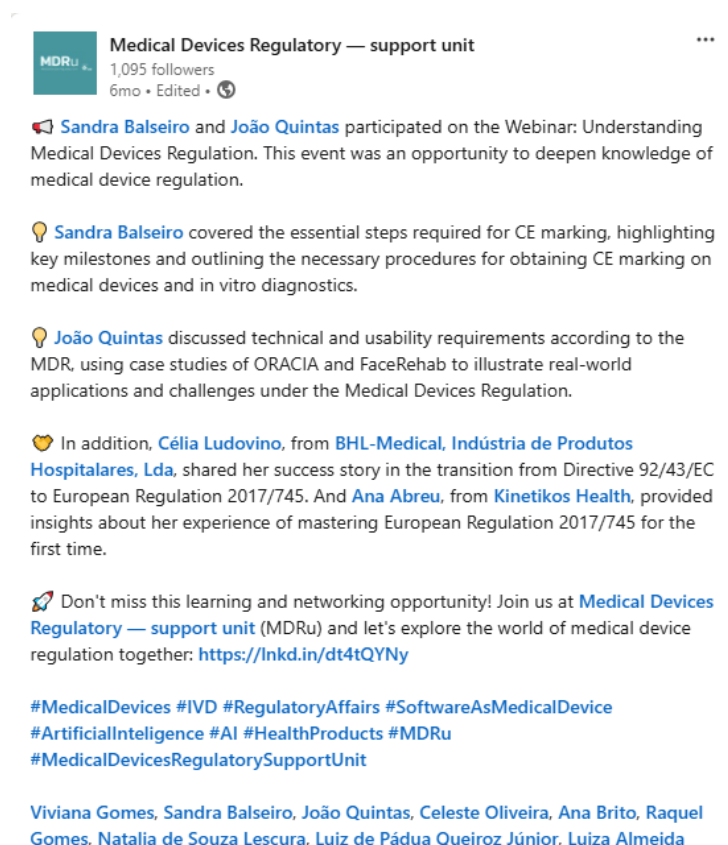 MDRu
Medical Devices Regulatory — support unit
1,095 followers
6mo • Edited •
Sandra Balseiro and João Quintas participated on the Webinar: Understanding
Medical Devices Regulation. This event was an opportunity to deepen knowledge of
medical device regulation.
Sandra Balseiro covered the essential steps required for CE marking, highlighting
key milestones and outlining the necessary procedures for obtaining CE marking on
medical devices and in vitro diagnostics.
João Quintas discussed technical and usability requirements according to the
MDR, using case studies of ORACIA and FaceRehab to illustrate real-world
applications and challenges under the Medical Devices Regulation.
In addition, Célia Ludovino, from BHL-Medical, Indústria de Produtos
Hospitalares, Lda, shared her success story in the transition from Directive 92/43/EC
to European Regulation 2017/745. And Ana Abreu, from Kinetikos Health, provided
insights about her experience of mastering European Regulation 2017/745 for the
first time.
Don't miss this learning and networking opportunity! Join us at Medical Devices
Regulatory — support unit (MDRu) and let's explore the world of medical device
regulation together: https://lnkd.in/dt4tQYNy
#MedicalDevices #IVD #RegulatoryAffairs #SoftwareAsMedicalDevice
#ArtificialInteligence #AI #HealthProducts #MDRu
#MedicalDevicesRegulatorySupportUnit
Viviana Gomes, Sandra Balseiro, João Quintas, Celeste Oliveira, Ana Brito, Raquel
Gomes, Natalia de Souza Lescura, Luiz de Pádua Queiroz Júnior, Luiza Almeida